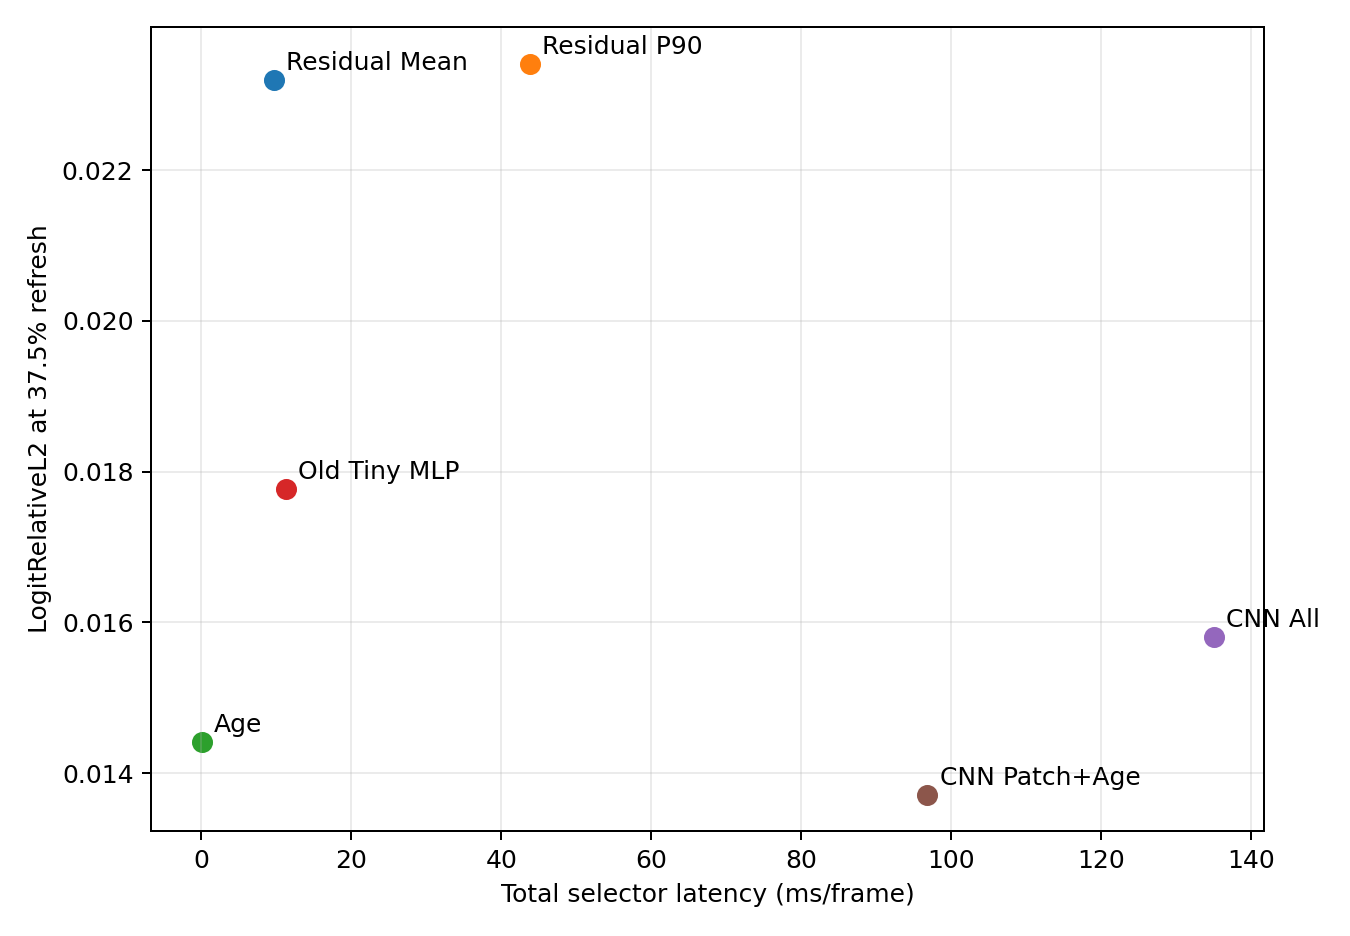 Residual P90
Residual Mean
0.022
0.020
Old Tiny MLP
0.018
CNN All
0.016
Age
CNN Patch+Age
0.014
LogitRelativeL2 at 37.5% refresh
0 20 40 60 80 100 120 140
Total selector latency (ms/frame)